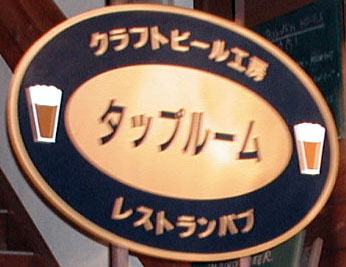 クラフトビール工房
タップルーム
レストランパブ